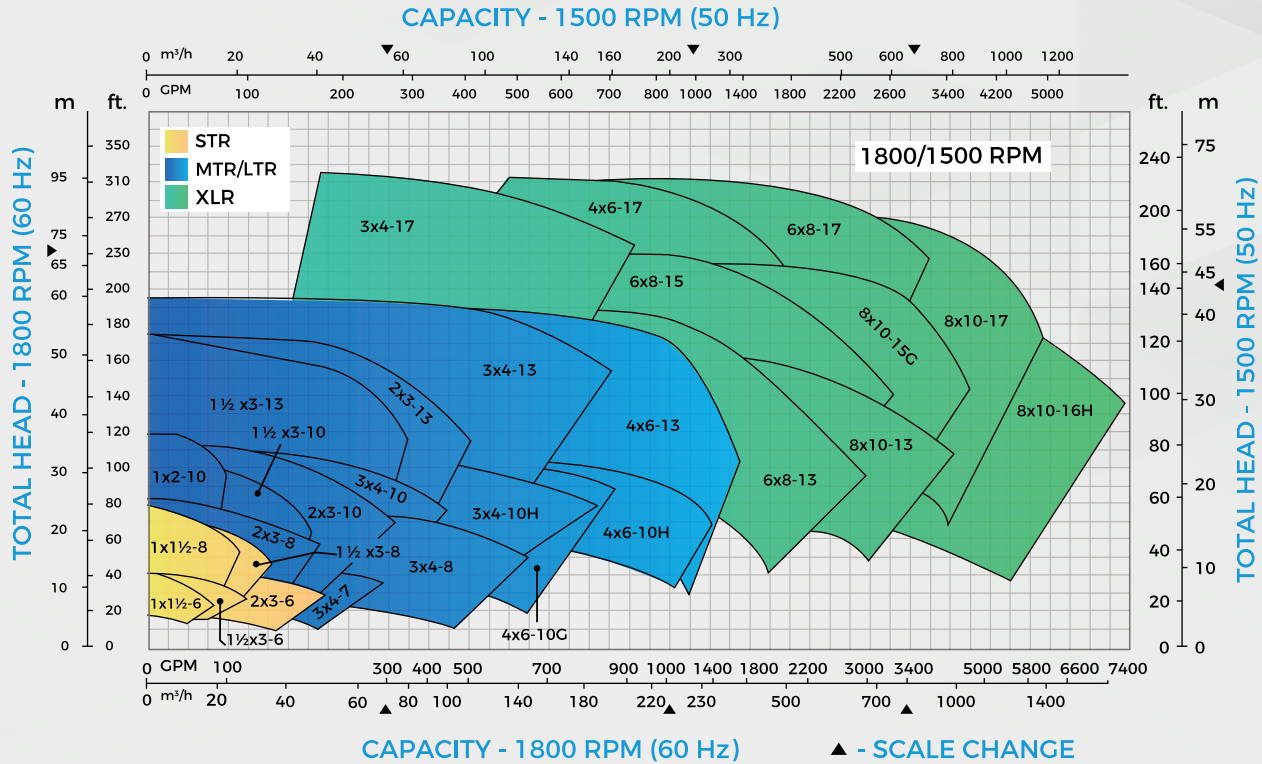 CAPACITY - 1500 RPM (50 Hz)
0 m³/h 20 40 ▼ 60 100 140 160 200 ▼ 300 500 600 ▼ 800 1000 1200
0 GPM 100 200 300 400 500 600 700 800 1000 1400 1800 2200 2600 3400 4200 5000
m ft. ft. m
TOTAL HEAD - 1800 RPM (60 Hz)
95
75
▶
65
60
50
40
30
20
10
0
350
310
270
230
200
180
160
140
120
100
80
60
40
20
0
STR
MTR/LTR
XLR
1800/1500 RPM
3x4-17
4x6-17
6x8-17
6x8-15
8x10-15G
8x10-17
3x4-13
2x3-13
1 ½ x3-13
4x6-13
8x10-16H
1 ½ x3-10
8x10-13
1x2-10
3x4-10
6x8-13
2x3-10
3x4-10H
2x3-8
4x6-10H
1x1½-8
1 ½ x3-8
3x4-8
1x1½-6
2x3-6
3x4-7
1½x3-6
4x6-10G
240
200
160
140
120
100
80
60
40
20
0
75
55
45
◀
40
30
20
10
0
TOTAL HEAD - 1500 RPM (50 Hz)
0 GPM 100 300 400 500 700 900 1000 1400 1800 2200 3000 3400 5000 5800 6600 7400
0 m³/h 20 40 60 ▲ 80 100 140 180 220 ▲ 230 500 700 ▲ 1000 1400
CAPACITY - 1800 RPM (60 Hz)
▲ - SCALE CHANGE